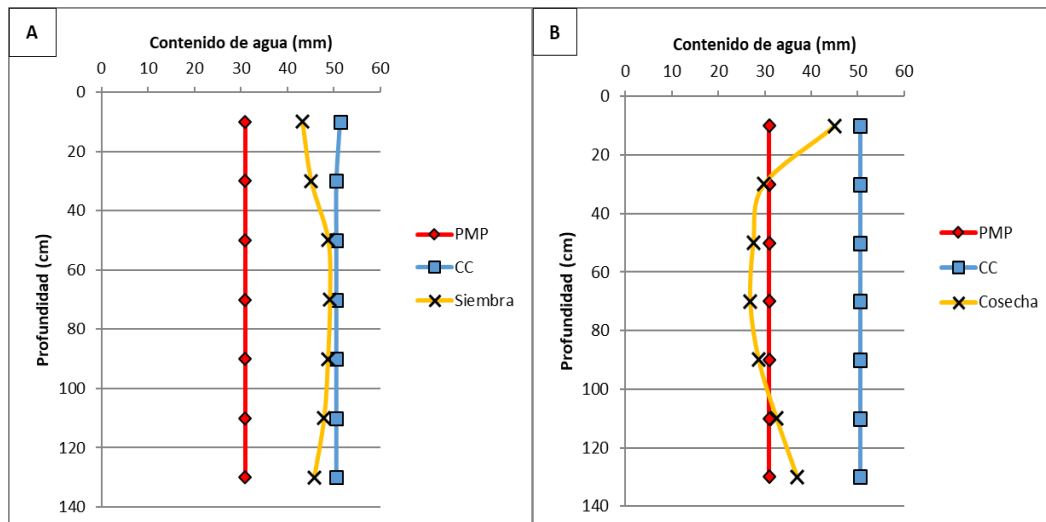 A
Contenido de agua (mm)
0 10 20 30 40 50 60
0
20
40
60
80
100
120
140
Profundidad (cm)
PMP
CC
Siembra
B
Contenido de agua (mm)
0 10 20 30 40 50 60
0
20
40
60
80
100
120
140
Profundidad (cm)
PMP
CC
Cosecha